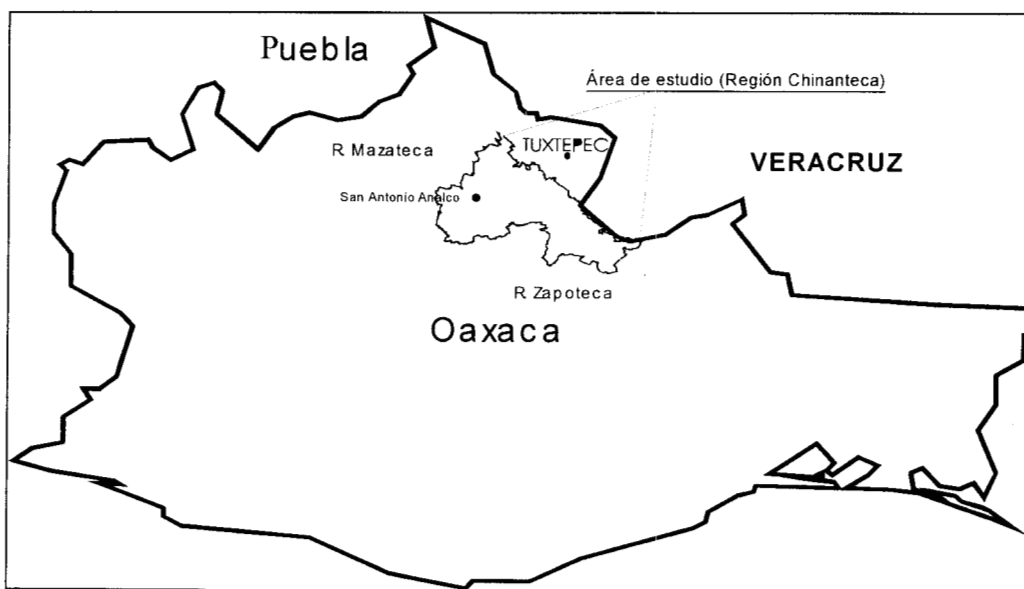 Puebla
Área de estudio (Región Chinanteca)
TUXTEPEC
R. Mazateca
VERACRUZ
San Antonio Analco
R. Zapoteca
Oaxaca